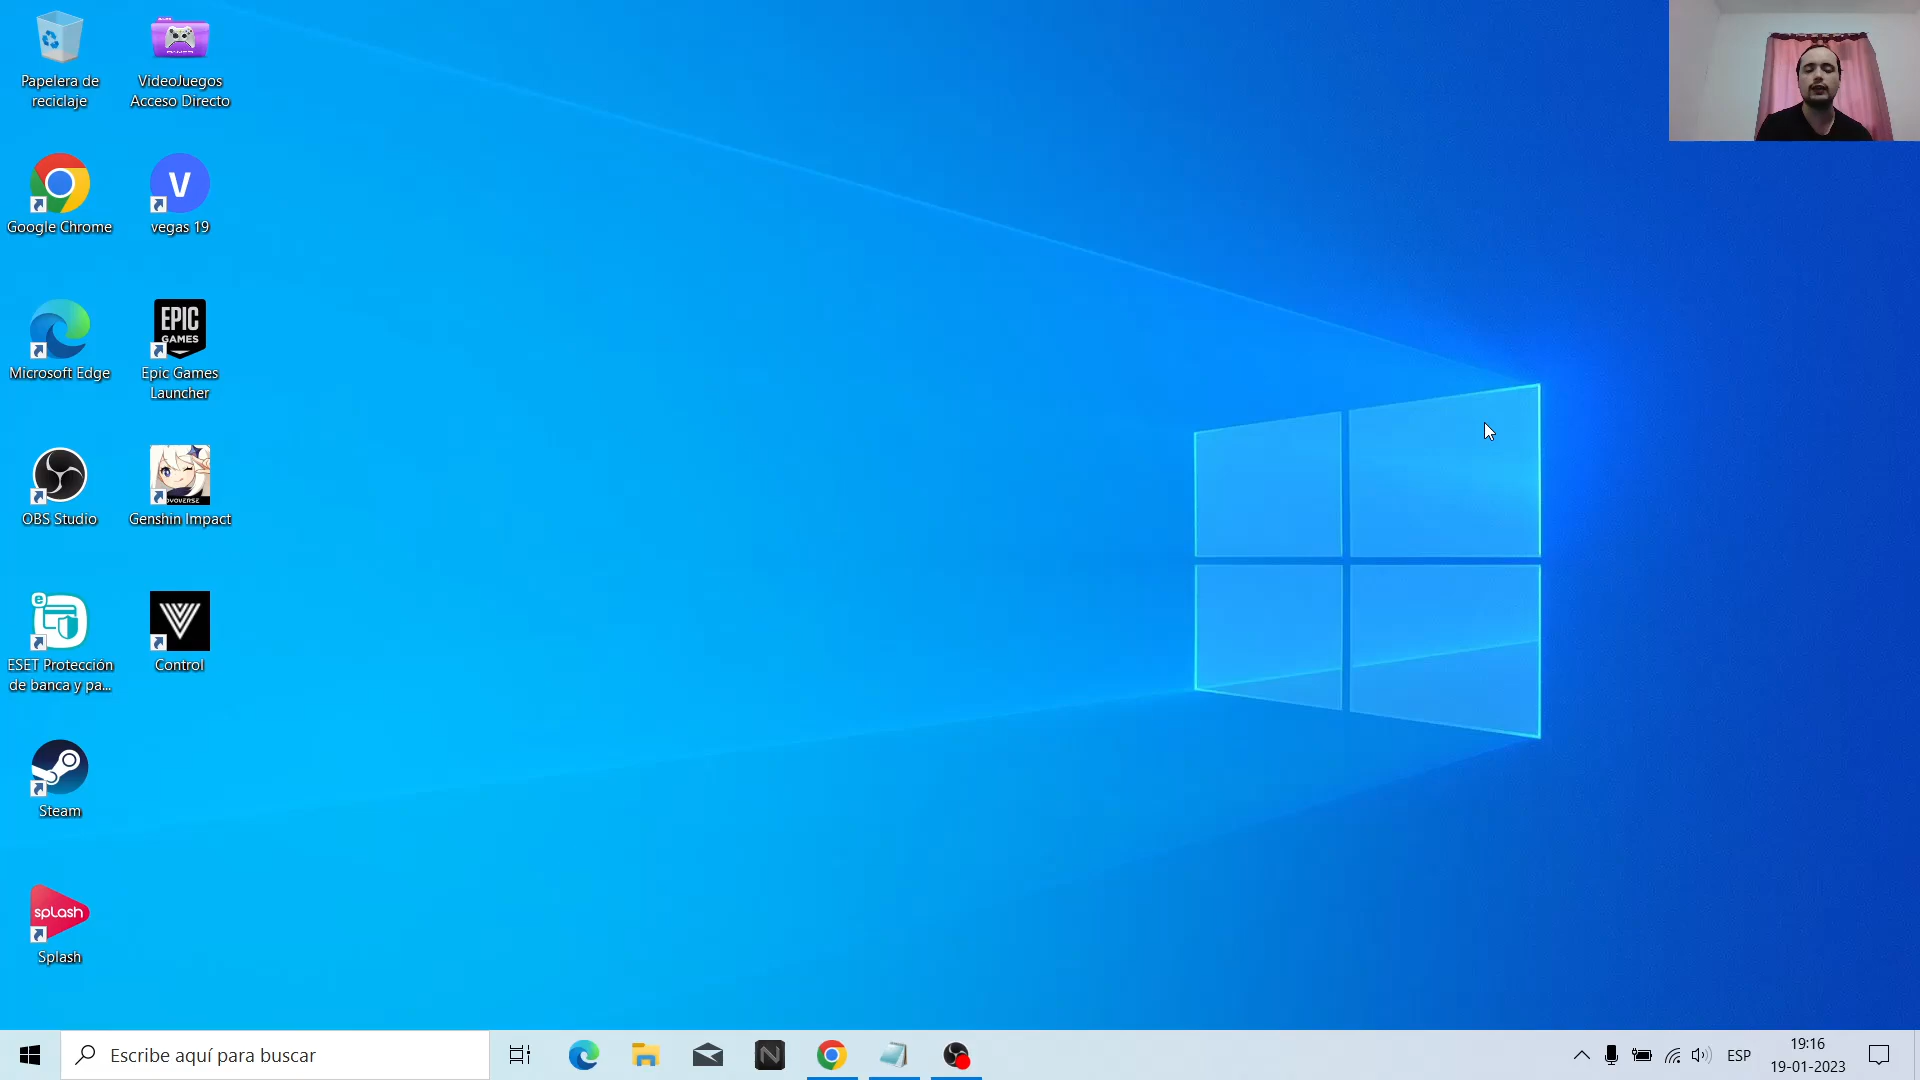 Papelera de
reciclaje
VideoJuegos
Acceso Directo
GAMER
Google Chrome
V
vegas 19
Microsoft Edge
EPIC
GAMES
Epic Games
Launcher
OBS Studio
Genshin Impact
e
ESET Protección
de banca y pa...
Control
Steam
splash
Splash
Escribe aquí para buscar
N
ESP
19:16
19-01-2023